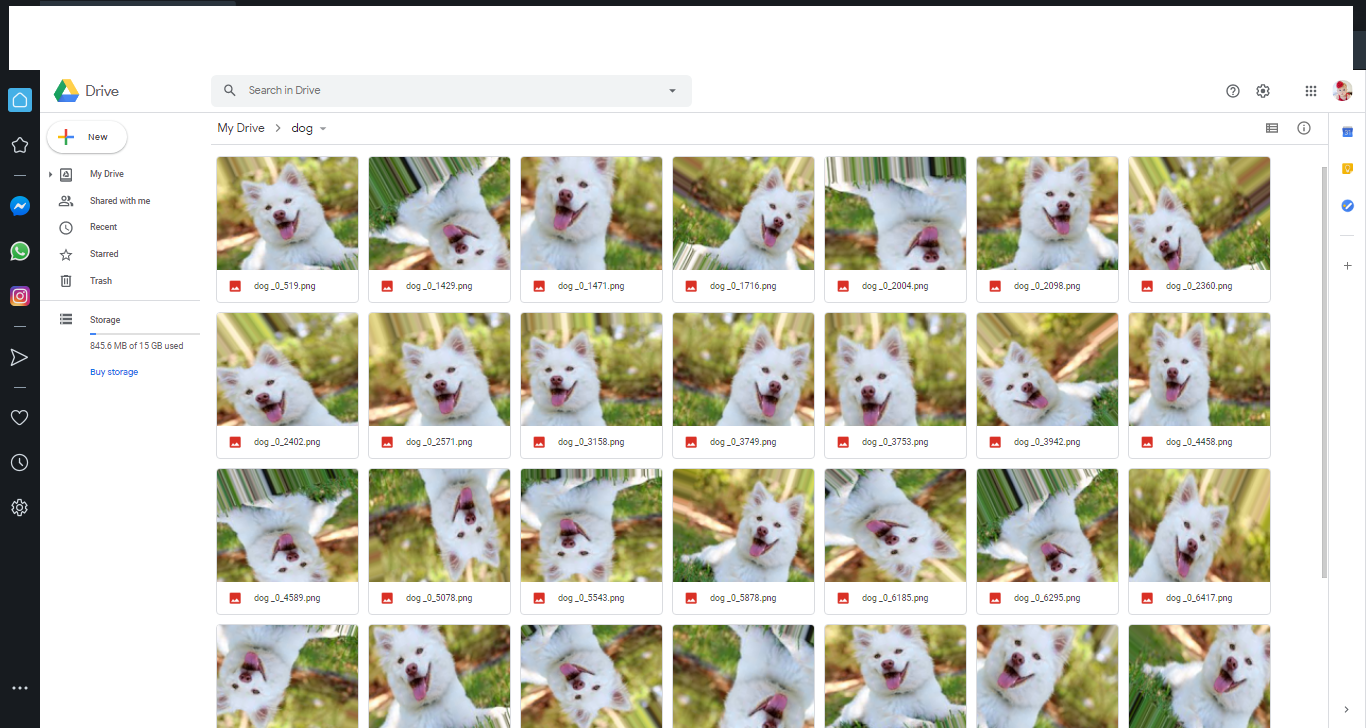 Drive
Search in Drive
New
My Drive
dog
My Drive
Shared with me
Recent
Starred
Trash
Storage
845.6 MB of 15 GB used
Buy storage
dog _0_519.png
dog _0_1429.png
dog _0_1471.png
dog _0_1716.png
dog _0_2004.png
dog _0_2098.png
dog _0_2360.png
dog _0_2402.png
dog _0_2571.png
dog _0_3158.png
dog _0_3749.png
dog _0_3753.png
dog _0_3942.png
dog _0_4458.png
dog _0_4589.png
dog _0_5078.png
dog _0_5543.png
dog _0_5878.png
dog _0_6185.png
dog _0_6295.png
dog _0_6417.png